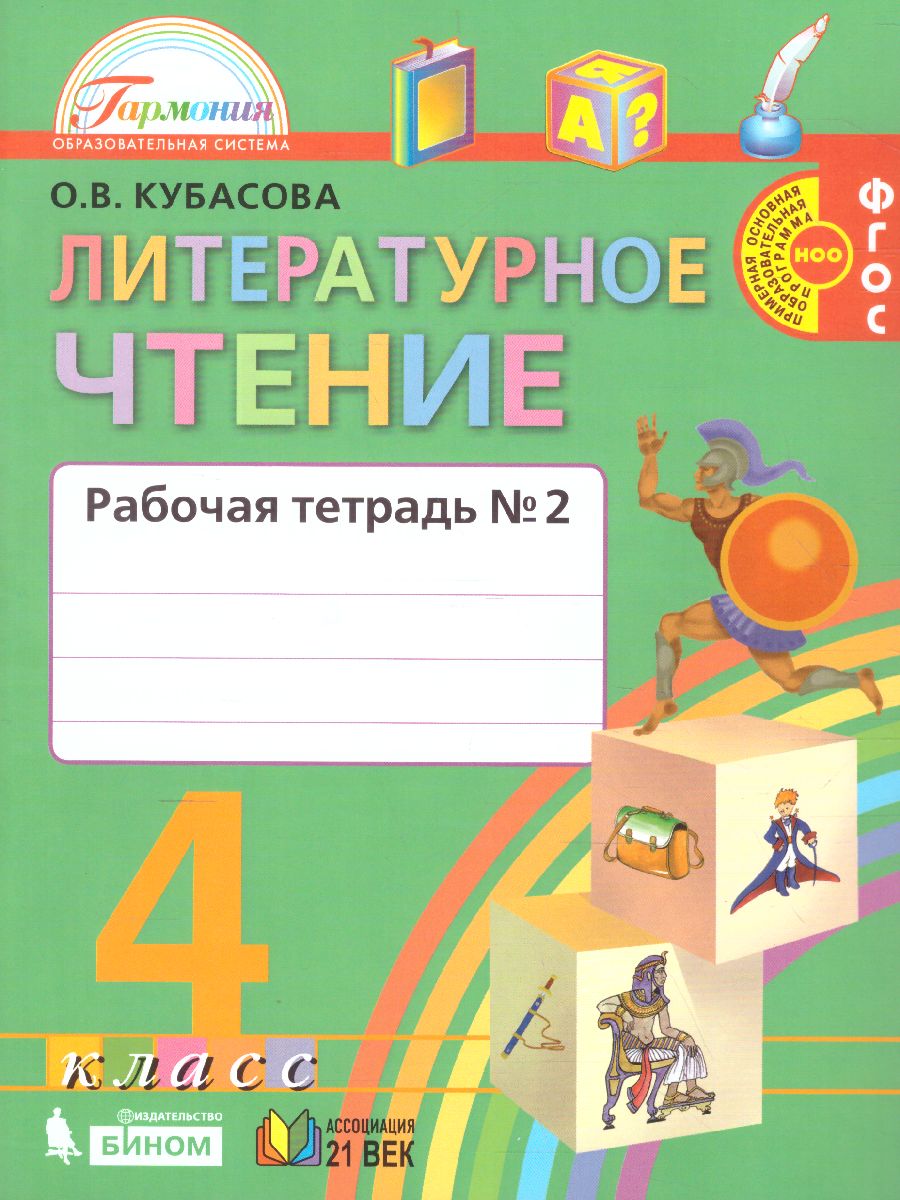 Гармония
ОБРАЗОВАТЕЛЬНАЯ СИСТЕМА
А
Я
?
О.В. КУБАСОВА
ЛИТЕРАТУРНОЕ
ЧТЕНИЕ
ПРИМЕРНАЯ ОСНОВНАЯ
ОБРАЗОВАТЕЛЬНАЯ
ПРОГРАММА
НОО
ФГОС
Рабочая тетрадь № 2
4
класс
ИЗДАТЕЛЬСТВО
БИНОМ
АССОЦИАЦИЯ
21 ВЕК